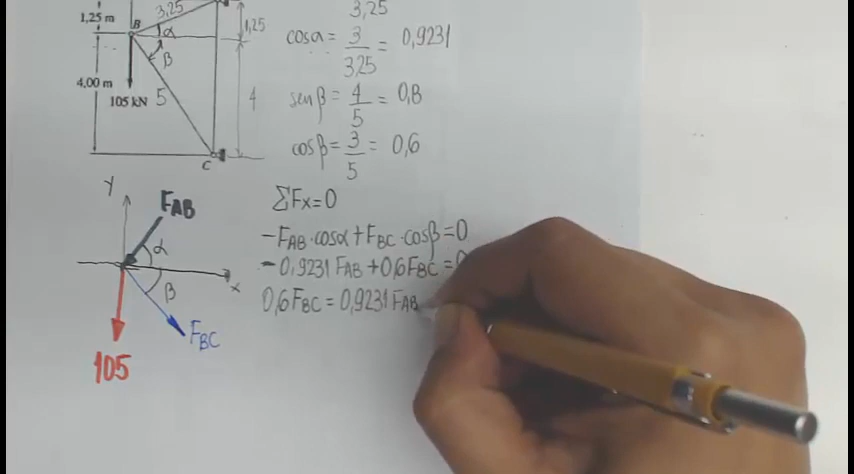 3,25
1,25 m
B
3,25
α
1,25
cosα = 3/3,25 = 0,9231
β
4,00 m
105 kN
5
4
senβ = 4/5 = 0,8
cosβ = 3/5 = 0,6
C
ΣFx=0
y
FAB
-FAB·cosα+FBC·cosβ=0
α
-0,9231 FAB+0,6FBC =
x
β
0,6FBC = 0,9231 FAB
FBC
105